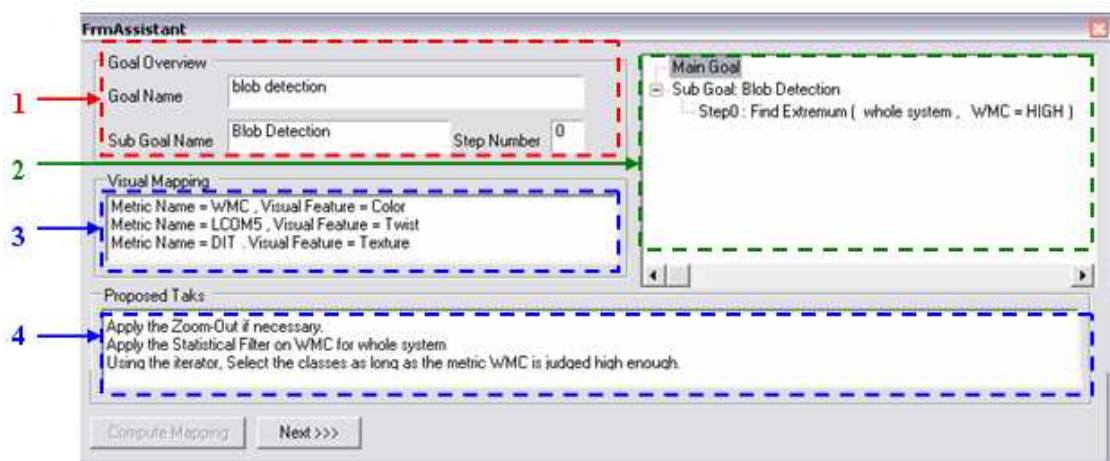 FrmAssistant
Goal Overview
Goal Name
blob detection
Sub Goal Name
Blob Detection
Step Number
0
1
Main Goal
Sub Goal: Blob Detection
Step0 : Find Extremum ( whole system , WMC = HIGH )
2
Visual Mapping
Metric Name = WMC , Visual Feature = Color
Metric Name = LCOM5 , Visual Feature = Twist
Metric Name = DIT , Visual Feature = Texture
3
Proposed Taks
Apply the Zoom-Out if necessary.
Apply the Statistical Filter on WMC for whole system
Using the iterator, Select the classes as long as the metric WMC is judged high enough.
4
Compute Mapping
Next >>>